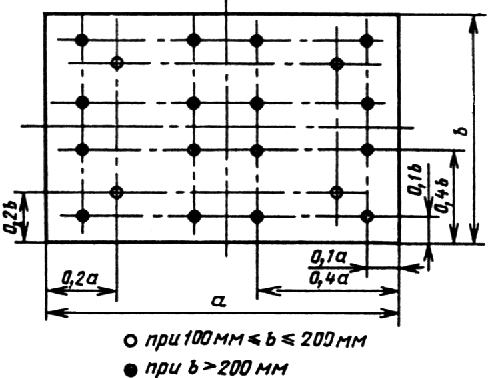 b
0,1b
0,4b
0,2b
0,2a
0,1a
0,4a
a
при 100 мм ≤ b ≤ 200 мм
при b > 200 мм